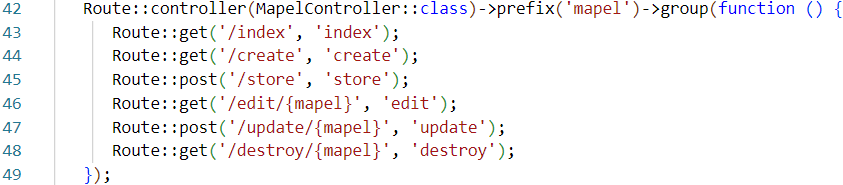 42 Route::controller(MapelController::class)->prefix('mapel')->group(function () {
43 Route::get('/index', 'index');
44 Route::get('/create', 'create');
45 Route::post('/store', 'store');
46 Route::get('/edit/{mapel}', 'edit');
47 Route::post('/update/{mapel}', 'update');
48 Route::get('/destroy/{mapel}', 'destroy');
49 });